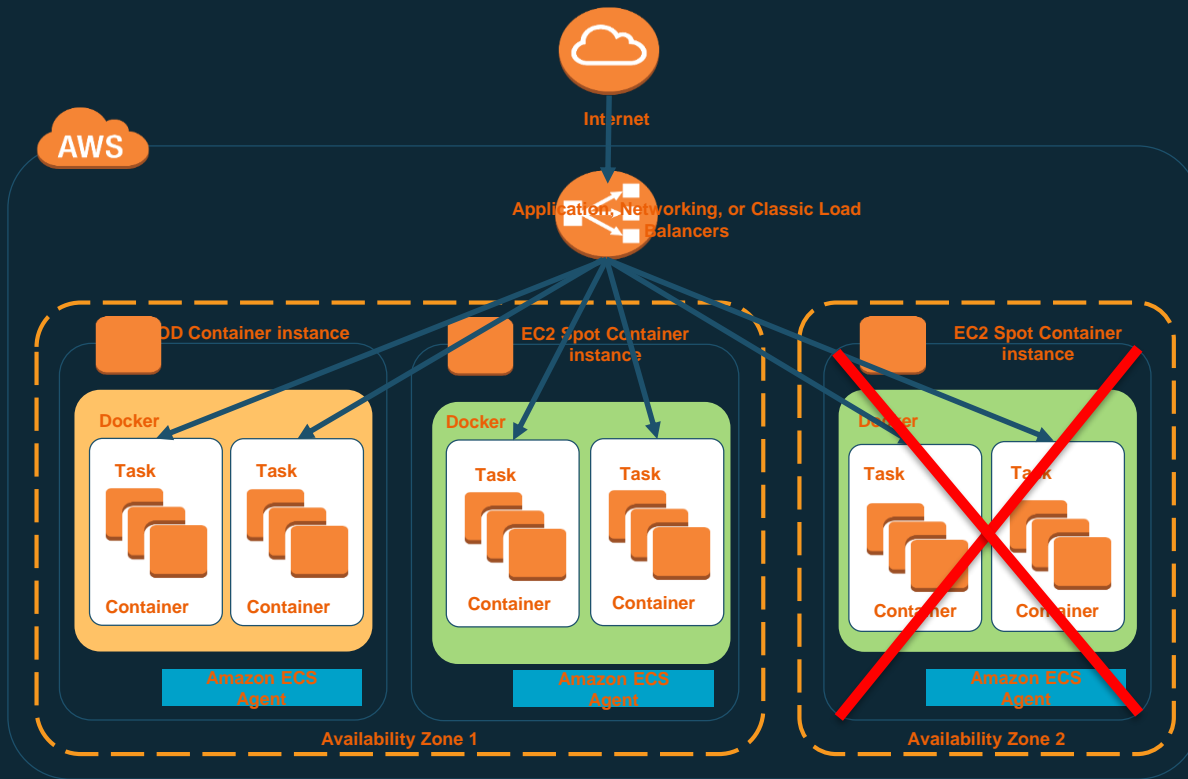 Internet
AWS
Application, Networking, or Classic Load
Balancers
OD Container instance
EC2 Spot Container
instance
EC2 Spot Container
instance
Docker
Task
Container
Task
Container
Docker
Task
Container
Task
Container
Docker
Task
Container
Task
Container
Amazon ECS
Agent
Amazon ECS
Agent
Amazon ECS
Agent
Availability Zone 1
Availability Zone 2